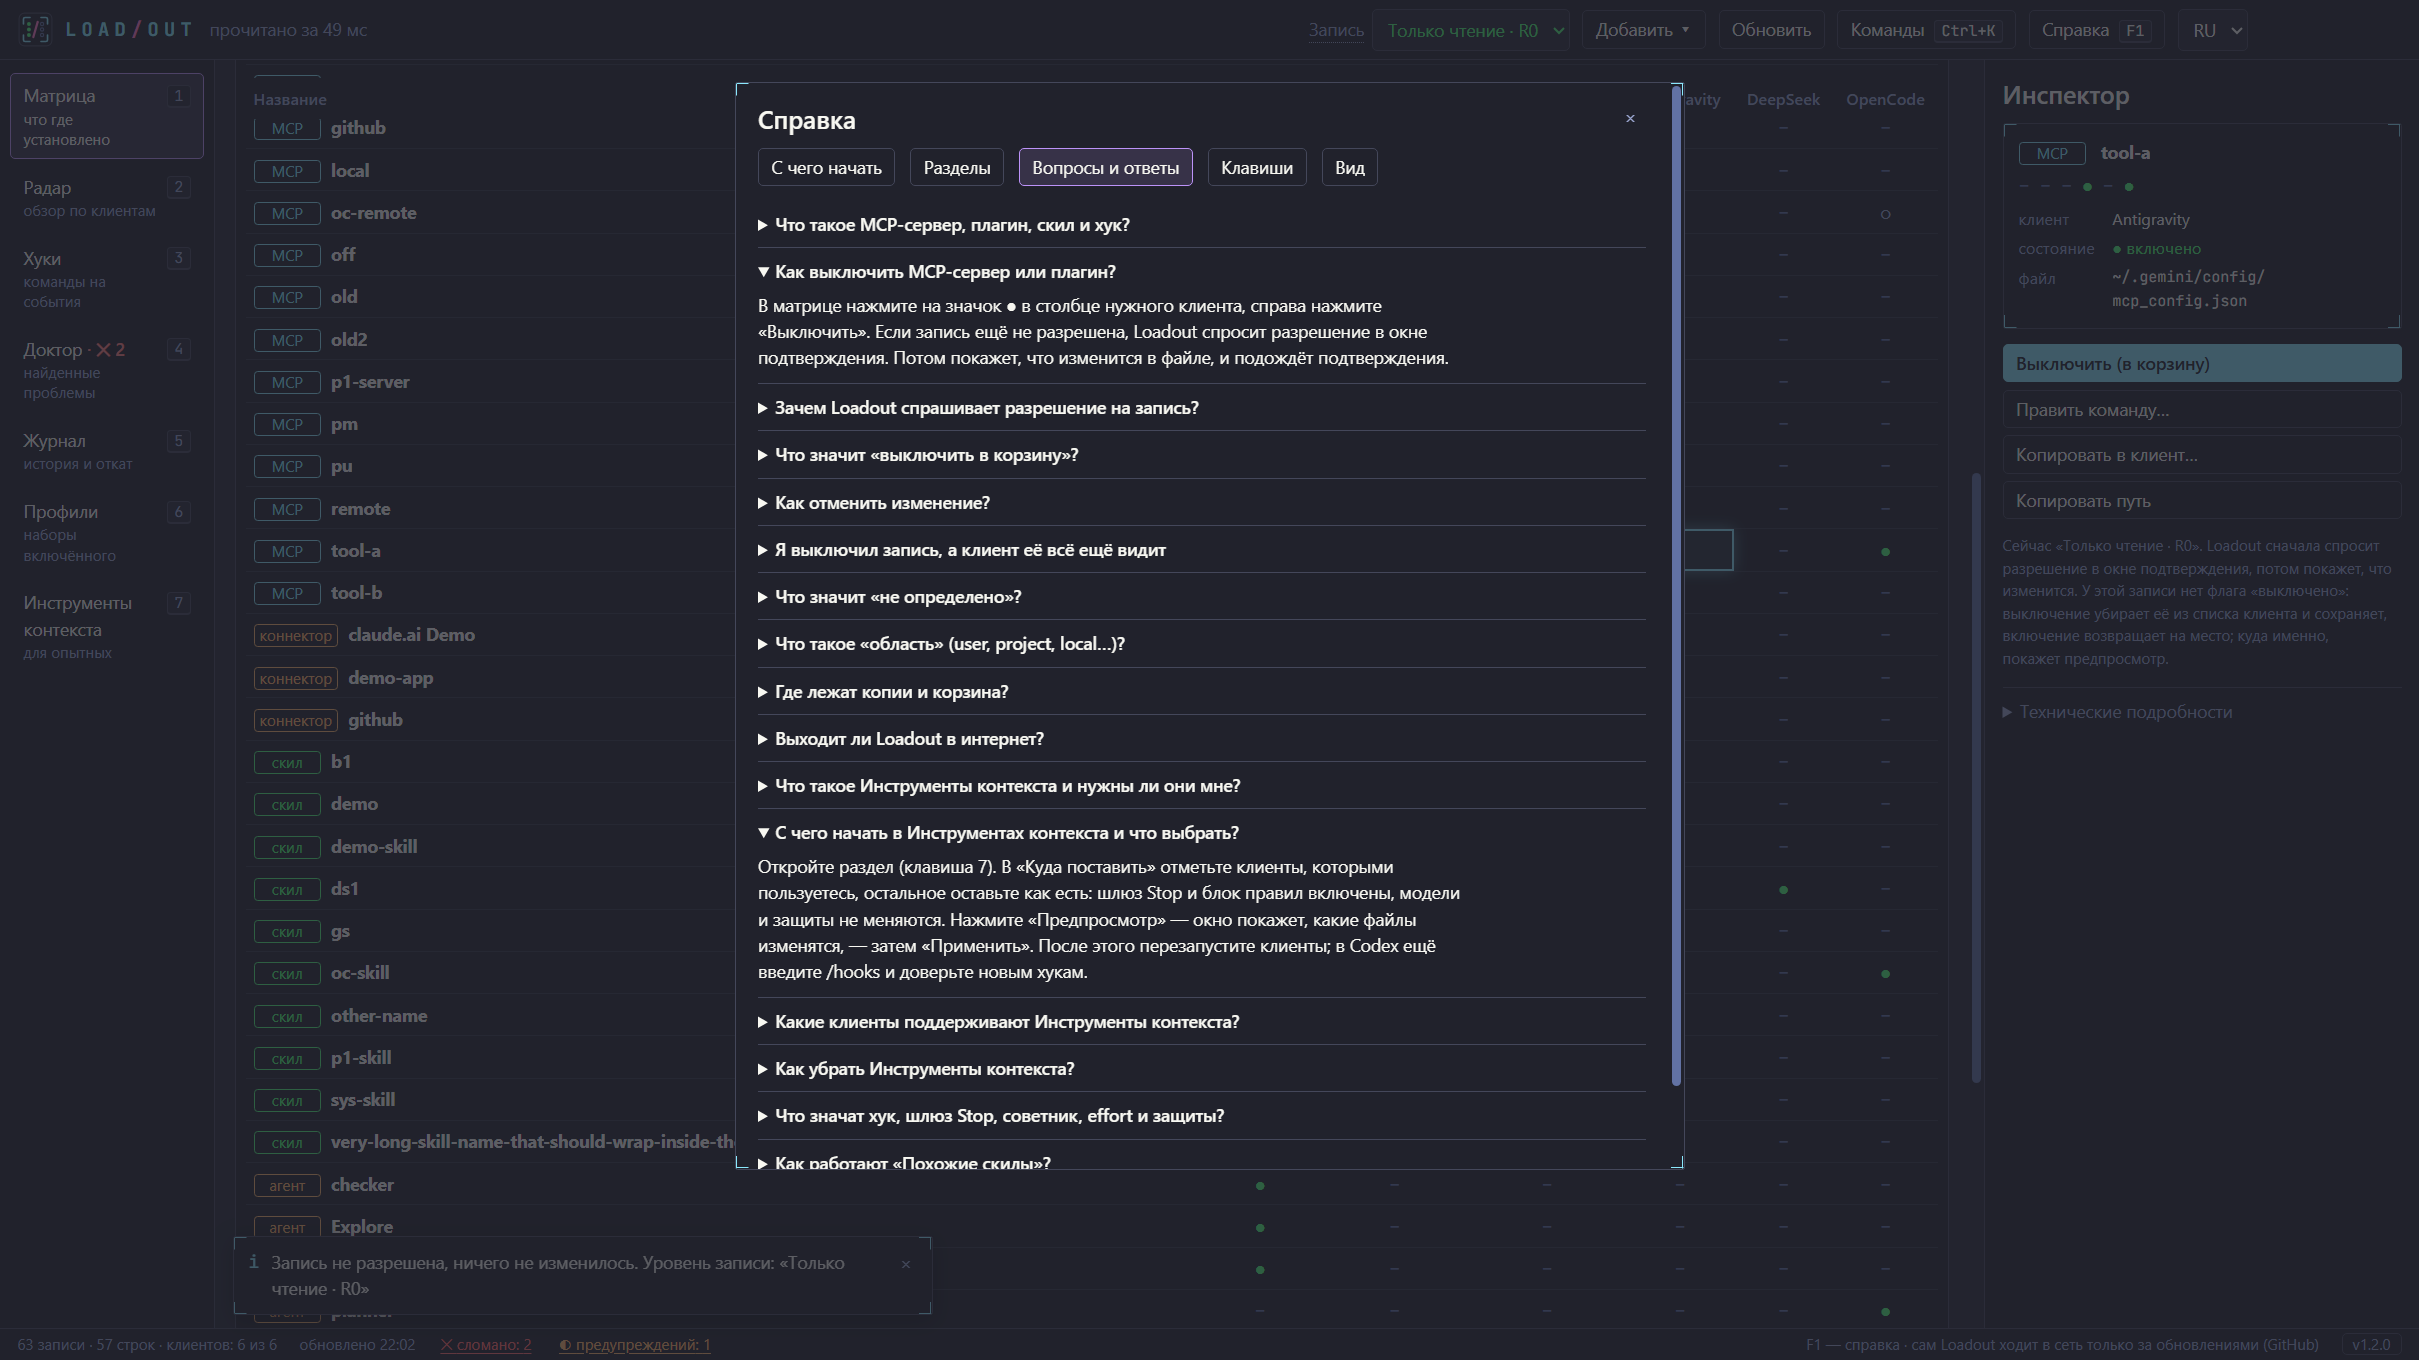 LOAD/OUT прочитано за 49 мс
Запись Только чтение · R0 Добавить Обновить Команды Ctrl+K Справка F1 RU
Матрица 1
что где
установлено
Радар 2
обзор по клиентам
Хуки 3
команды на
события
Доктор · 2 4
найденные
проблемы
Журнал 5
история и откат
Профили 6
наборы
включённого
Инструменты 7
контекста
для опытных
Название
MCP github
MCP local
MCP oc-remote
MCP off
MCP old
MCP old2
MCP p1-server
MCP pm
MCP pu
MCP remote
MCP tool-a
MCP tool-b
коннектор claude.ai Demo
коннектор demo-app
коннектор github
скил b1
скил demo
скил demo-skill
скил ds1
скил gs
скил oc-skill
скил other-name
скил p1-skill
скил sys-skill
скил very-long-skill-name-that-should-wrap-inside-the
агент checker
агент Explore
avity DeepSeek OpenCode
Справка ×
С чего начать Разделы Вопросы и ответы Клавиши Вид
Что такое MCP-сервер, плагин, скил и хук?
Как выключить MCP-сервер или плагин?
В матрице нажмите на значок ● в столбце нужного клиента, справа нажмите
«Выключить». Если запись ещё не разрешена, Loadout спросит разрешение в окне
подтверждения. Потом покажет, что изменится в файле, и подождёт подтверждения.
Зачем Loadout спрашивает разрешение на запись?
Что значит «выключить в корзину»?
Как отменить изменение?
Я выключил запись, а клиент её всё ещё видит
Что значит «не определено»?
Что такое «область» (user, project, local…)?
Где лежат копии и корзина?
Выходит ли Loadout в интернет?
Что такое Инструменты контекста и нужны ли они мне?
С чего начать в Инструментах контекста и что выбрать?
Откройте раздел (клавиша 7). В «Куда поставить» отметьте клиенты, которыми
пользуетесь, остальное оставьте как есть: шлюз Stop и блок правил включены, модели
и защиты не меняются. Нажмите «Предпросмотр» — окно покажет, какие файлы
изменятся, — затем «Применить». После этого перезапустите клиенты; в Codex ещё
введите /hooks и доверьте новым хукам.
Какие клиенты поддерживают Инструменты контекста?
Как убрать Инструменты контекста?
Что значат хук, шлюз Stop, советник, effort и защиты?
Как работают «Похожие скилы»?
Инспектор
MCP tool-a
клиент Antigravity
состояние ● включено
файл ~/.gemini/config/
mcp_config.json
Выключить (в корзину)
Править команду…
Копировать в клиент…
Копировать путь
Сейчас «Только чтение · R0». Loadout сначала спросит
разрешение в окне подтверждения, потом покажет, что
изменится. У этой записи нет флага «выключено»:
выключение убирает её из списка клиента и сохраняет,
включение возвращает на место; куда именно,
покажет предпросмотр.
Технические подробности
i Запись не разрешена, ничего не изменилось. Уровень записи: «Только ×
чтение · R0»
63 записи · 57 строк · клиентов: 6 из 6 обновлено 22:02 сломано: 2 предупреждений: 1
F1 — справка · сам Loadout ходит в сеть только за обновлениями (GitHub) v1.2.0